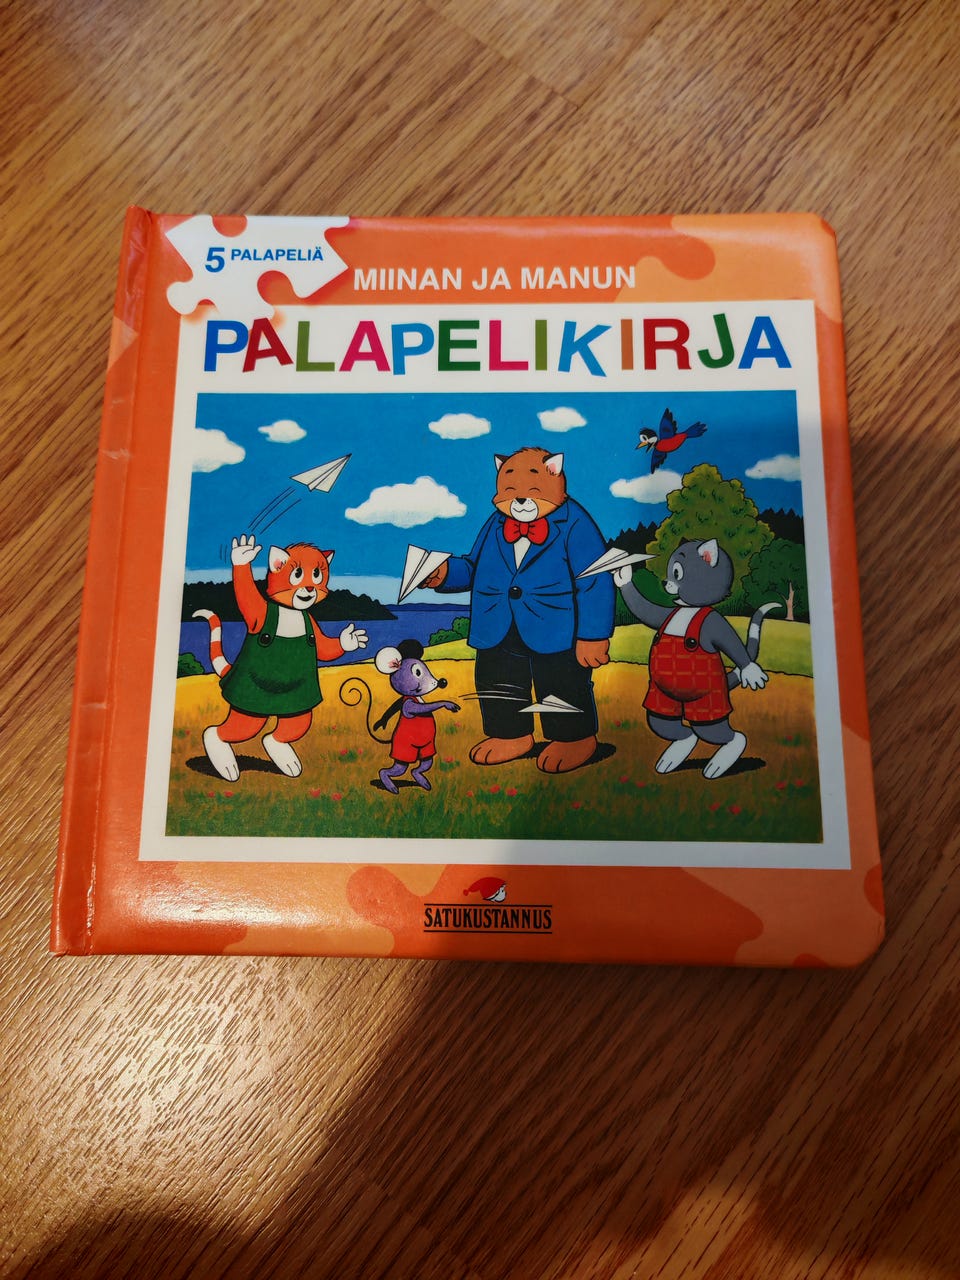 5 PALAPELIÄ
MIINAN JA MANUN
PALAPELIKIRJA
SATUKUSTANNUS